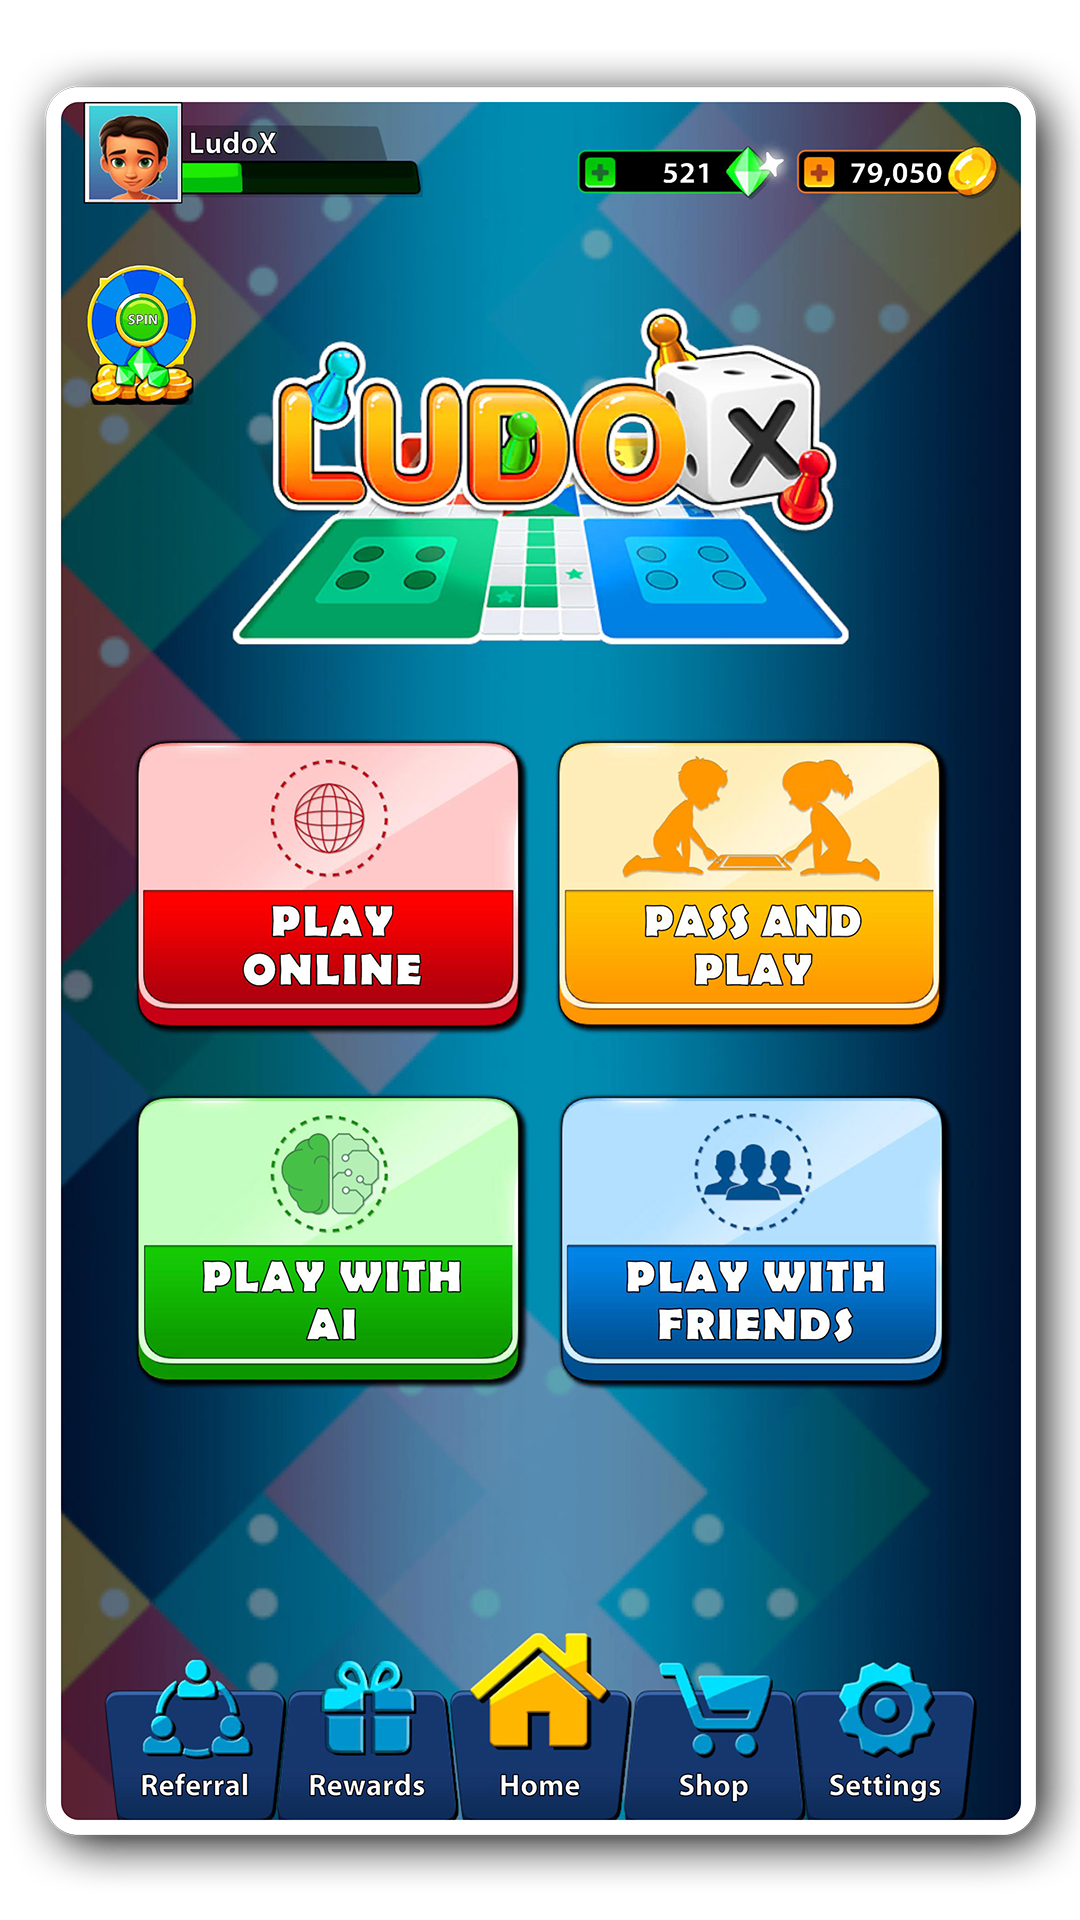 LudoX
521
79,050
SPIN
LUDO X
PLAY
ONLINE
PASS AND
PLAY
PLAY WITH
AI
PLAY WITH
FRIENDS
Referral
Rewards
Home
Shop
Settings